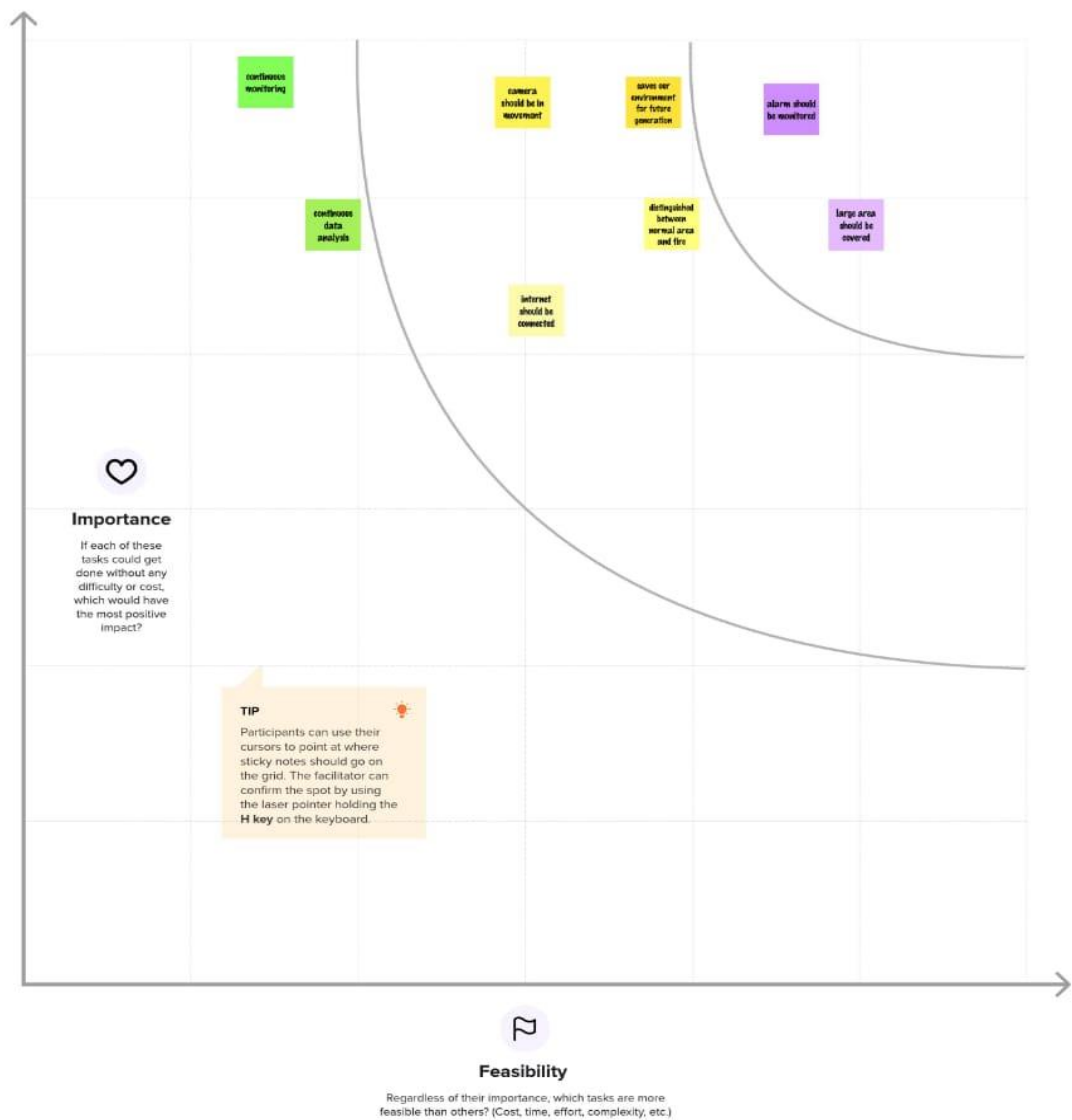 continuous
monitoring
camera
should be in
movement
saves our
environment
for future
generation
alarm should
be monitored
continuous
data
analysis
distinguished
between
normal area
and fire
large area
should be
covered
internet
should be
connected
Importance
If each of these
tasks could get
done without any
difficulty or cost,
which would have
the most positive
impact?
TIP
Participants can use their
cursors to point at where
sticky notes should go on
the grid. The facilitator can
confirm the spot by using
the laser pointer holding the
H key on the keyboard.
Feasibility
Regardless of their importance, which tasks are more
feasible than others? (Cost, time, effort, complexity, etc.)